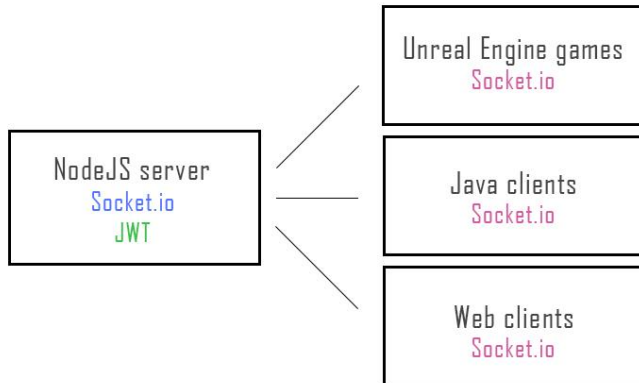 NodeJS server
Socket.io
JWT
Unreal Engine games
Socket.io
Java clients
Socket.io
Web clients
Socket.io